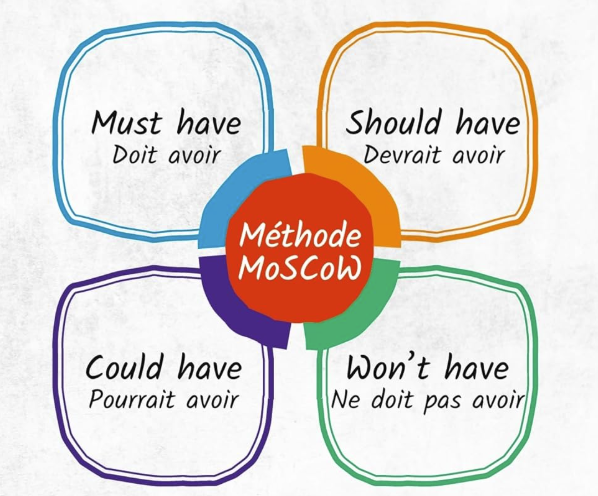 Must have
Doit avoir
Should have
Devrait avoir
Méthode
MoSCoW
Could have
Pourrait avoir
Won't have
Ne doit pas avoir